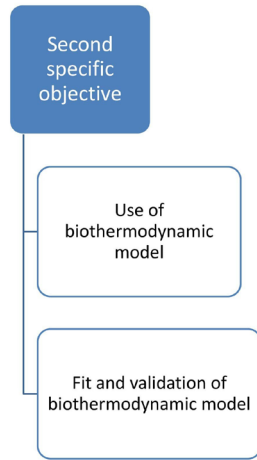 Second
specific
objective
Use of
biothermodynamic
model
Fit and validation of
biothermodynamic model